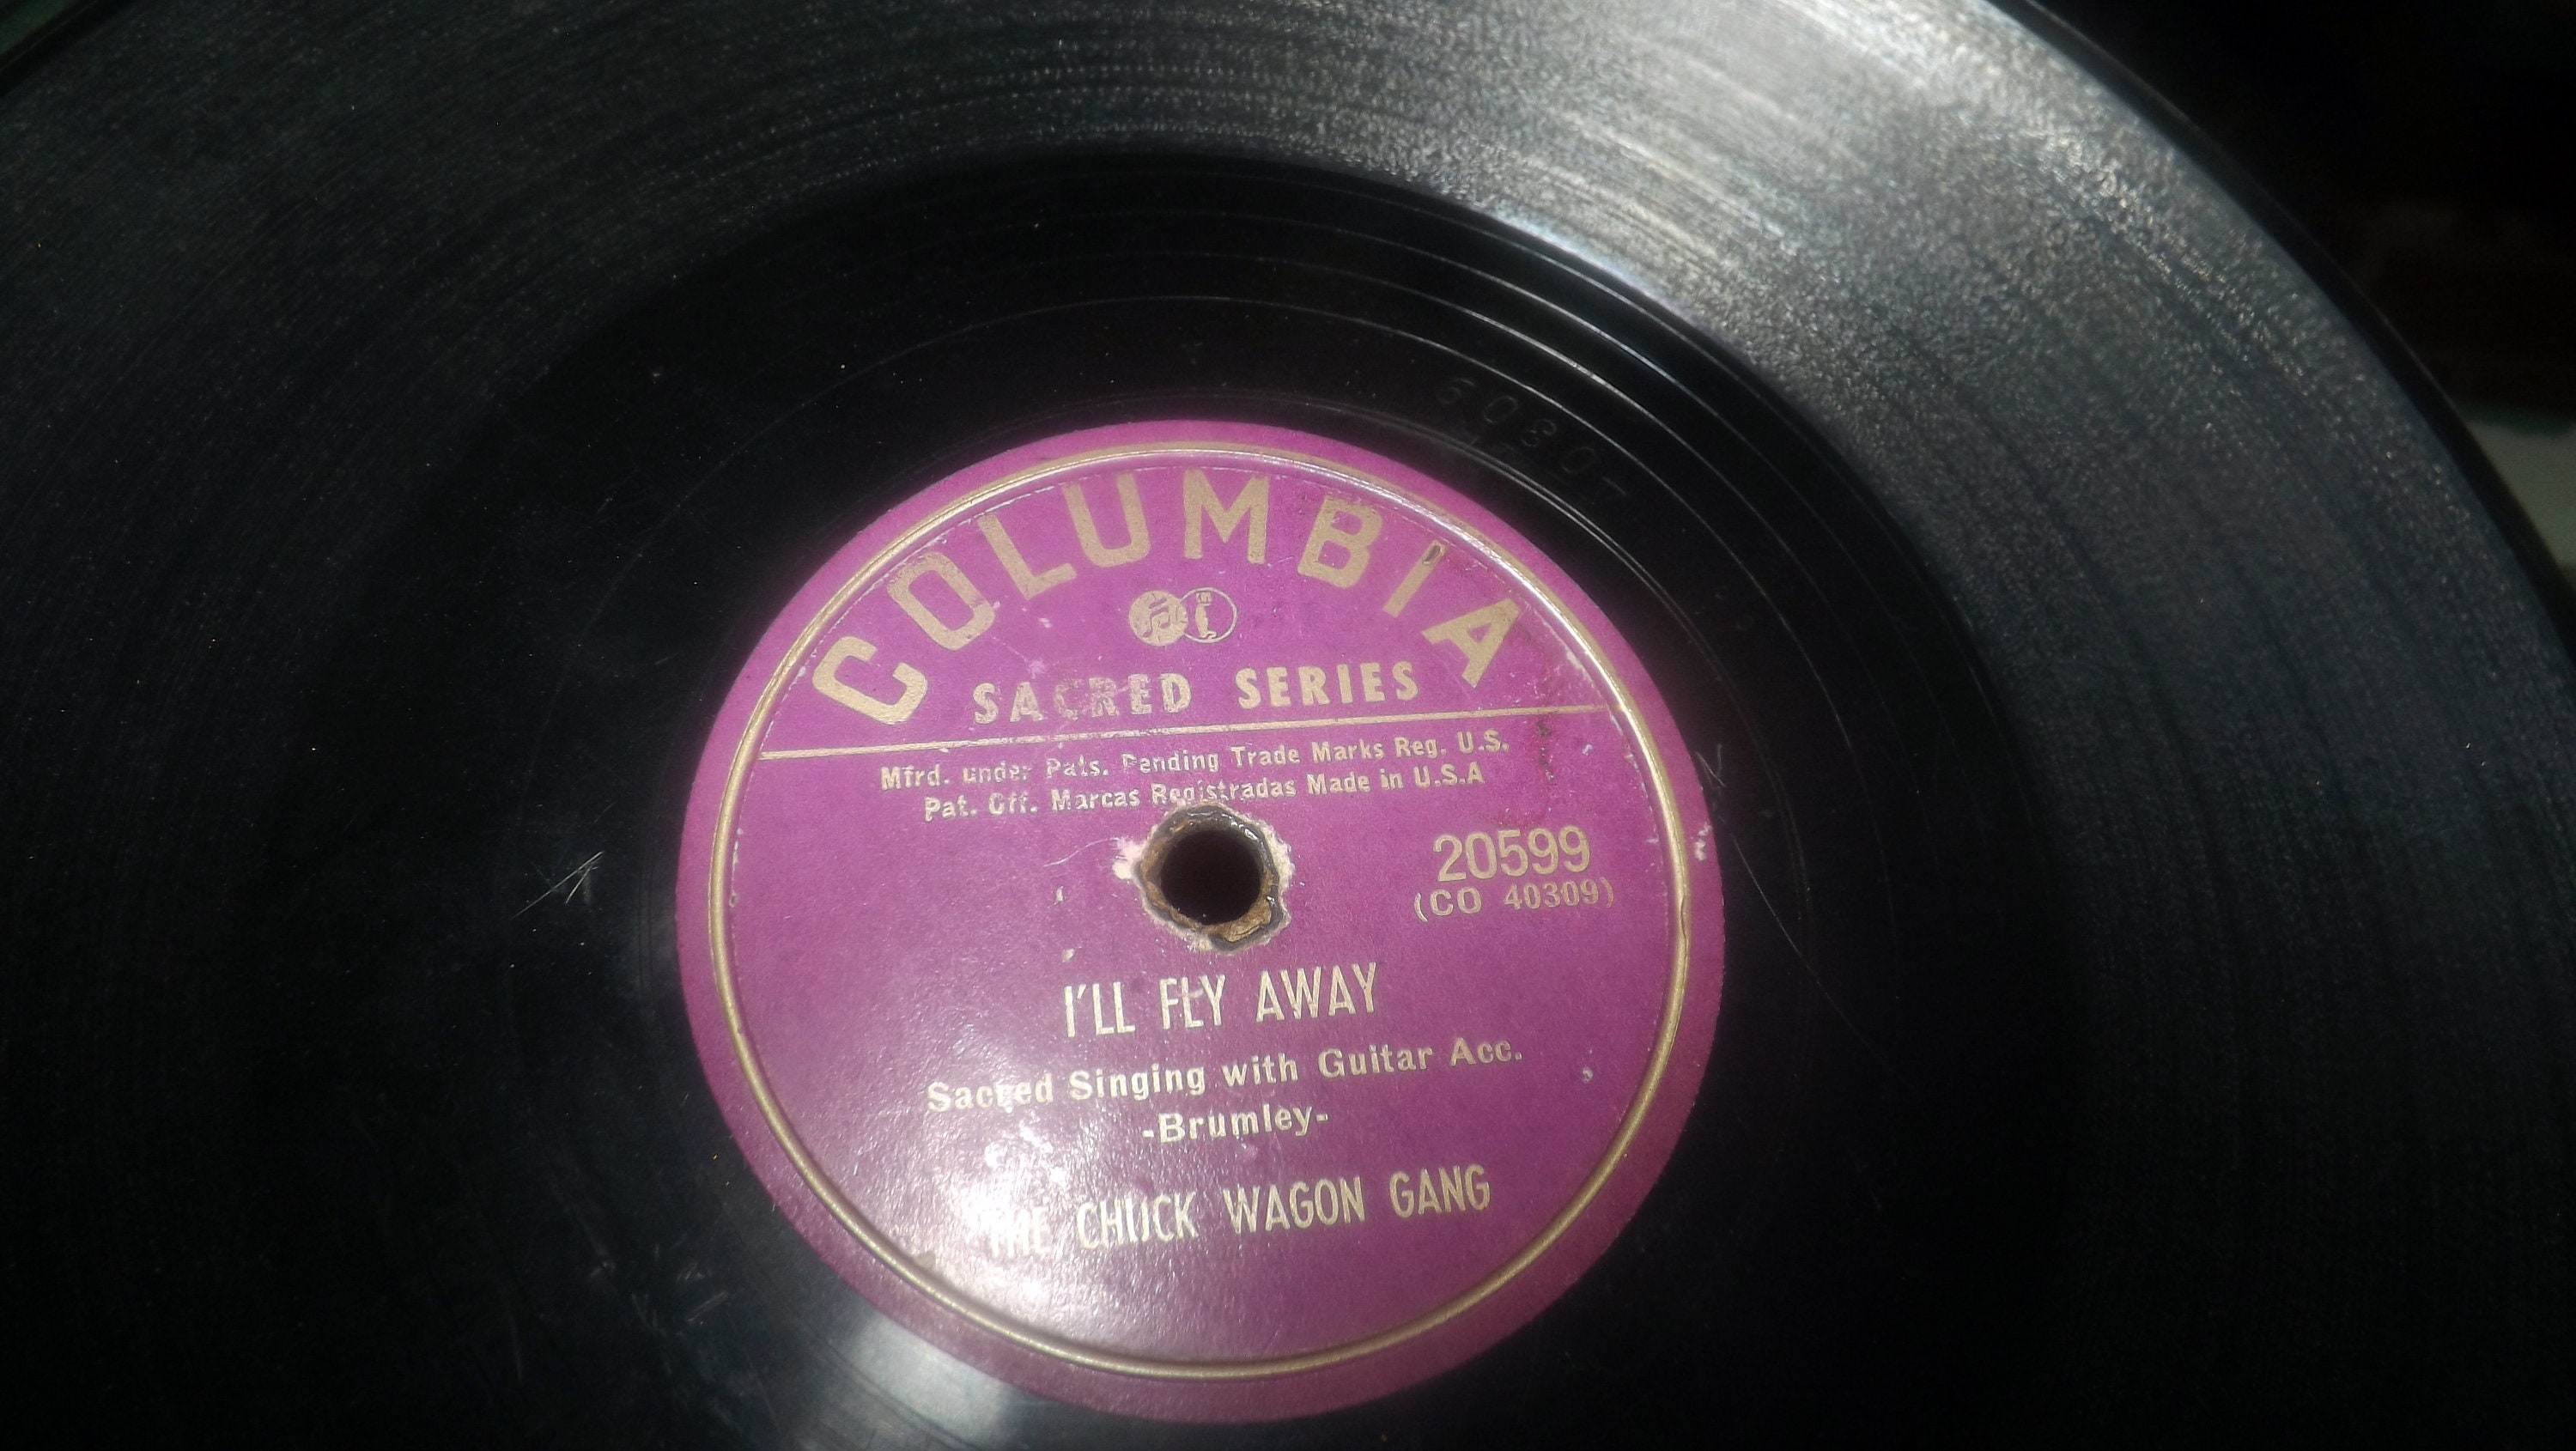 COLUMBIA
SACRED SERIES
Mfrd. under Pats. Pending Trade Marks Reg. U.S.
Pat. Off. Marcas Registradas Made in U.S.A
20599
(CO 40309)
I'LL FLY AWAY
Sacred Singing with Guitar Acc.
-Brumley-
THE CHUCK WAGON GANG